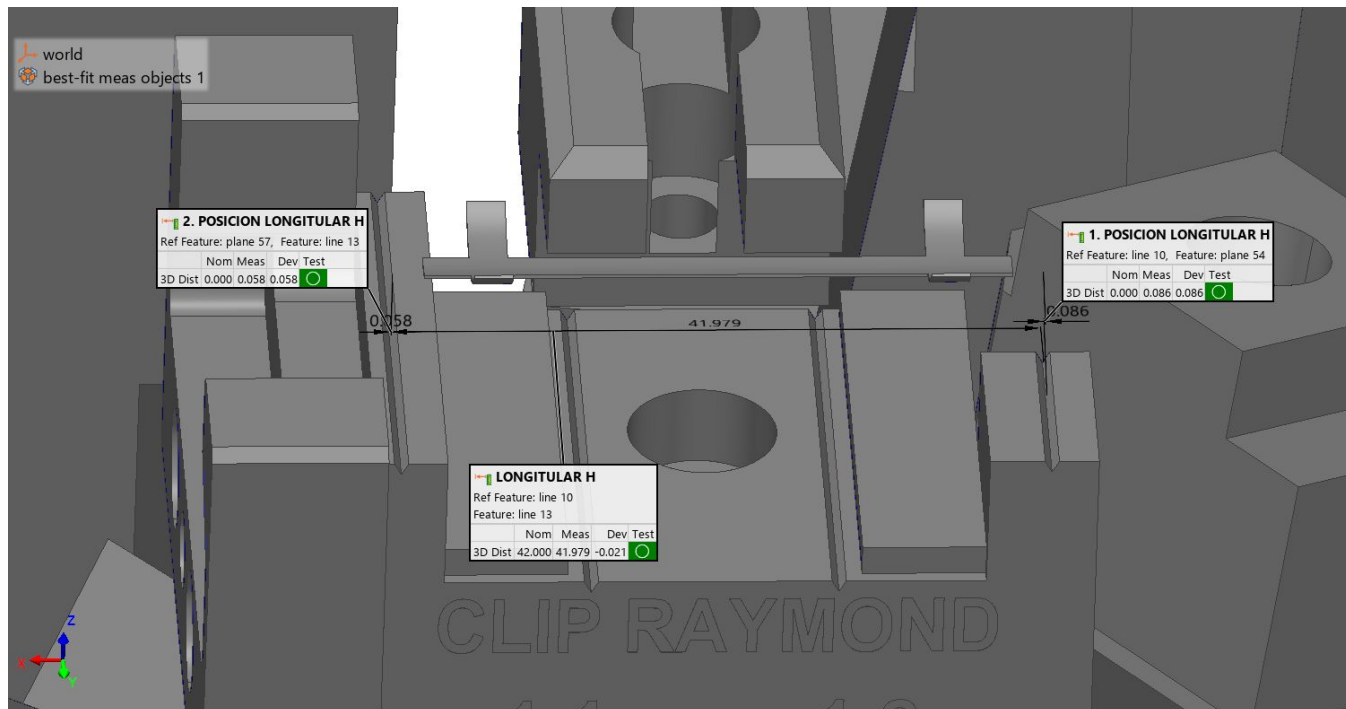 world
best-fit meas objects 1
2. POSICION LONGITULAR H
Ref Feature: plane 57, Feature: line 13
Nom Meas Dev Test
3D Dist 0.000 0.058 0.058
1. POSICION LONGITULAR H
Ref Feature: line 10, Feature: plane 54
Nom Meas Dev Test
3D Dist 0.000 0.086 0.086
0.058
41.979
0.086
LONGITULAR H
Ref Feature: line 10
Feature: line 13
Nom Meas Dev Test
3D Dist 42.000 41.979 -0.021
CLIP RAYMOND
Z
X
Y